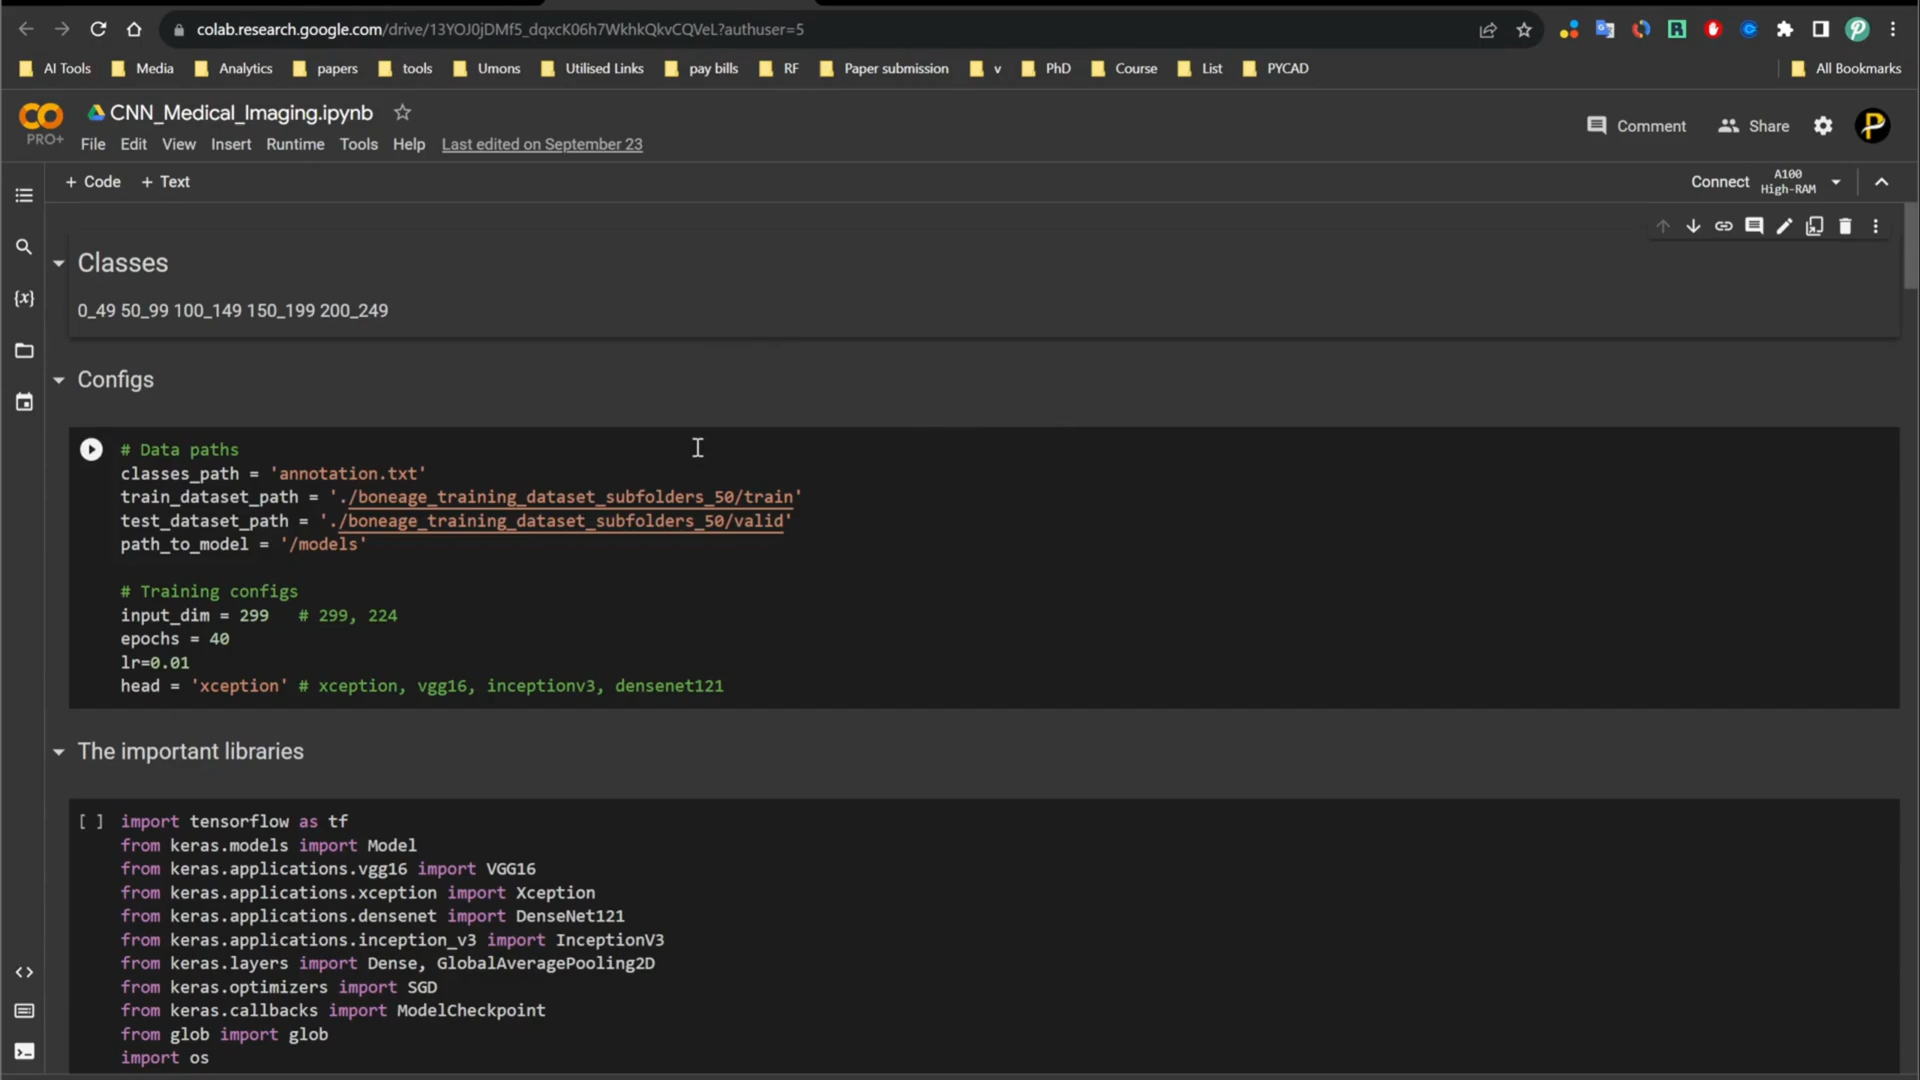 colab.research.google.com/drive/13YOJ0jDMf5_dqxcK06h7WkhkQkvCQVeL?authuser=5
AI Tools Media Analytics papers tools Umons Utilised Links pay bills RF Paper submission v PhD Course List PYCAD All Bookmarks
CNN_Medical_Imaging.ipynb
PRO+
File Edit View Insert Runtime Tools Help Last edited on September 23
Comment Share
+ Code + Text
Connect A100
High-RAM
Classes
0_49 50_99 100_149 150_199 200_249
Configs
# Data paths
classes_path = 'annotation.txt'
train_dataset_path = './boneage_training_dataset_subfolders_50/train'
test_dataset_path = './boneage_training_dataset_subfolders_50/valid'
path_to_model = '/models'
# Training configs
input_dim = 299 # 299, 224
epochs = 40
lr=0.01
head = 'xception' # xception, vgg16, inceptionv3, densenet121
The important libraries
[ ] import tensorflow as tf
from keras.models import Model
from keras.applications.vgg16 import VGG16
from keras.applications.xception import Xception
from keras.applications.densenet import DenseNet121
from keras.applications.inception_v3 import InceptionV3
from keras.layers import Dense, GlobalAveragePooling2D
from keras.optimizers import SGD
from keras.callbacks import ModelCheckpoint
from glob import glob
import os